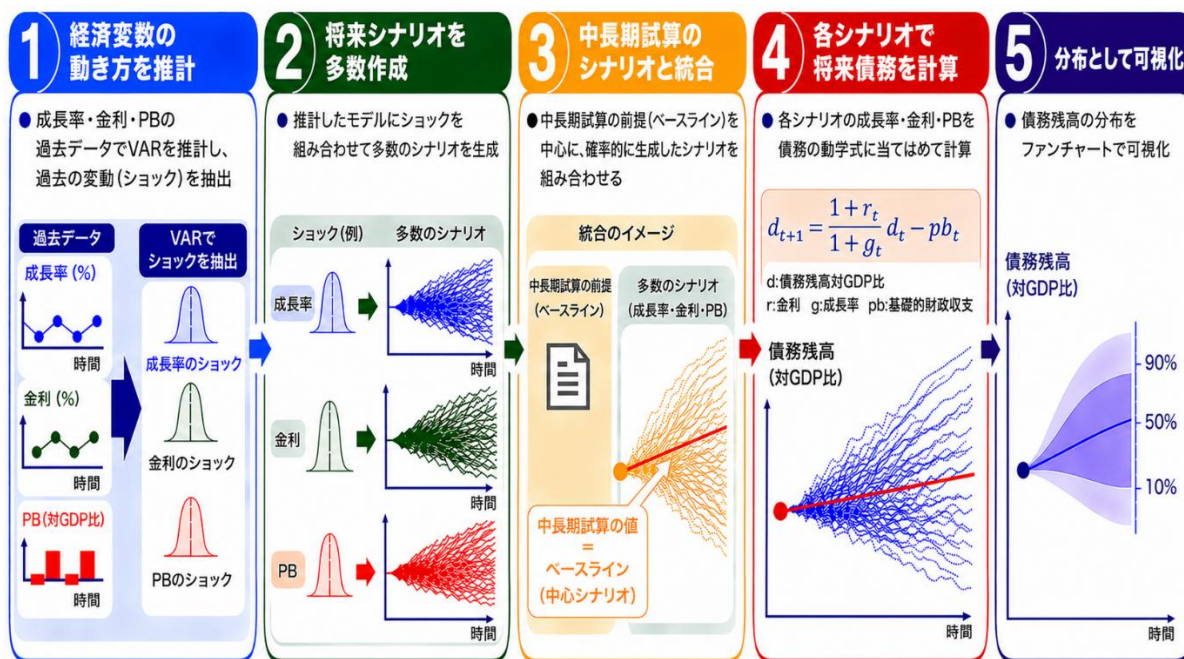 1 経済変数の
動き方を推計
● 成長率・金利・PBの
過去データでVARを推計し、
過去の変動（ショック）を抽出
過去データ
成長率（%）
時間
金利（%）
時間
PB（対GDP比）
時間
VARで
ショックを抽出
成長率のショック
金利のショック
PBのショック
2 将来シナリオを
多数作成
● 推計したモデルにショックを
組み合わせて多数のシナリオを生成
ショック（例） 多数のシナリオ
成長率
時間
金利
時間
PB
時間
3 中長期試算の
シナリオと統合
● 中長期試算の前提（ベースライン）を
中心に、確率的に生成したシナリオを
組み合わせる
統合のイメージ
中長期試算の前提
（ベースライン）
多数のシナリオ
（成長率・金利・PB）
中長期試算の値
＝
ベースライン
（中心シナリオ）
時間
4 各シナリオで
将来債務を計算
● 各シナリオの成長率・金利・PBを
債務の動学式に当てはめて計算
d_{t+1} = \frac{1+r_t}{1+g_t} d_t − pb_t
d:債務残高対GDP比
r:金利 g:成長率 pb:基礎的財政収支
債務残高
（対GDP比）
時間
5 分布として可視化
● 債務残高の分布を
ファンチャートで可視化
債務残高
（対GDP比）
90%
50%
10%
時間